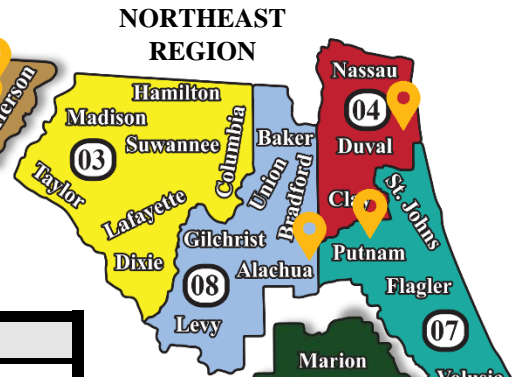 NORTHEAST
REGION
Nassau
04
Duval
Clay
St. Johns
Hamilton
Madison
03
Suwannee
Columbia
Taylor
Lafayette
Dixie
Baker
Union
Bradford
Gilchrist
Alachua
08
Levy
Putnam
Flagler
07
Marion
Volusia